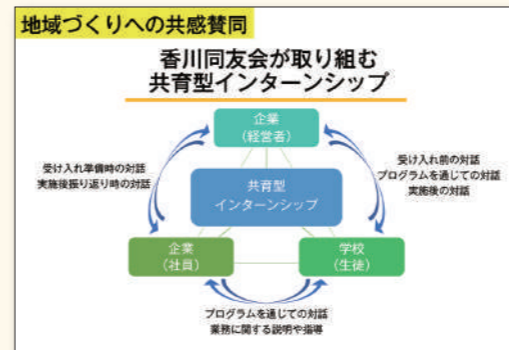 地域づくりへの共感賛同
香川同友会が取り組む
共育型インターンシップ
企業
(経営者)
受け入れ準備時の対話
実施後振り返り時の対話
受け入れ前の対話
プログラムを通じての対話
実施後の対話
共育型
インターンシップ
企業
(社員)
学校
(生徒)
プログラムを通じての対話
業務に関する説明や指導